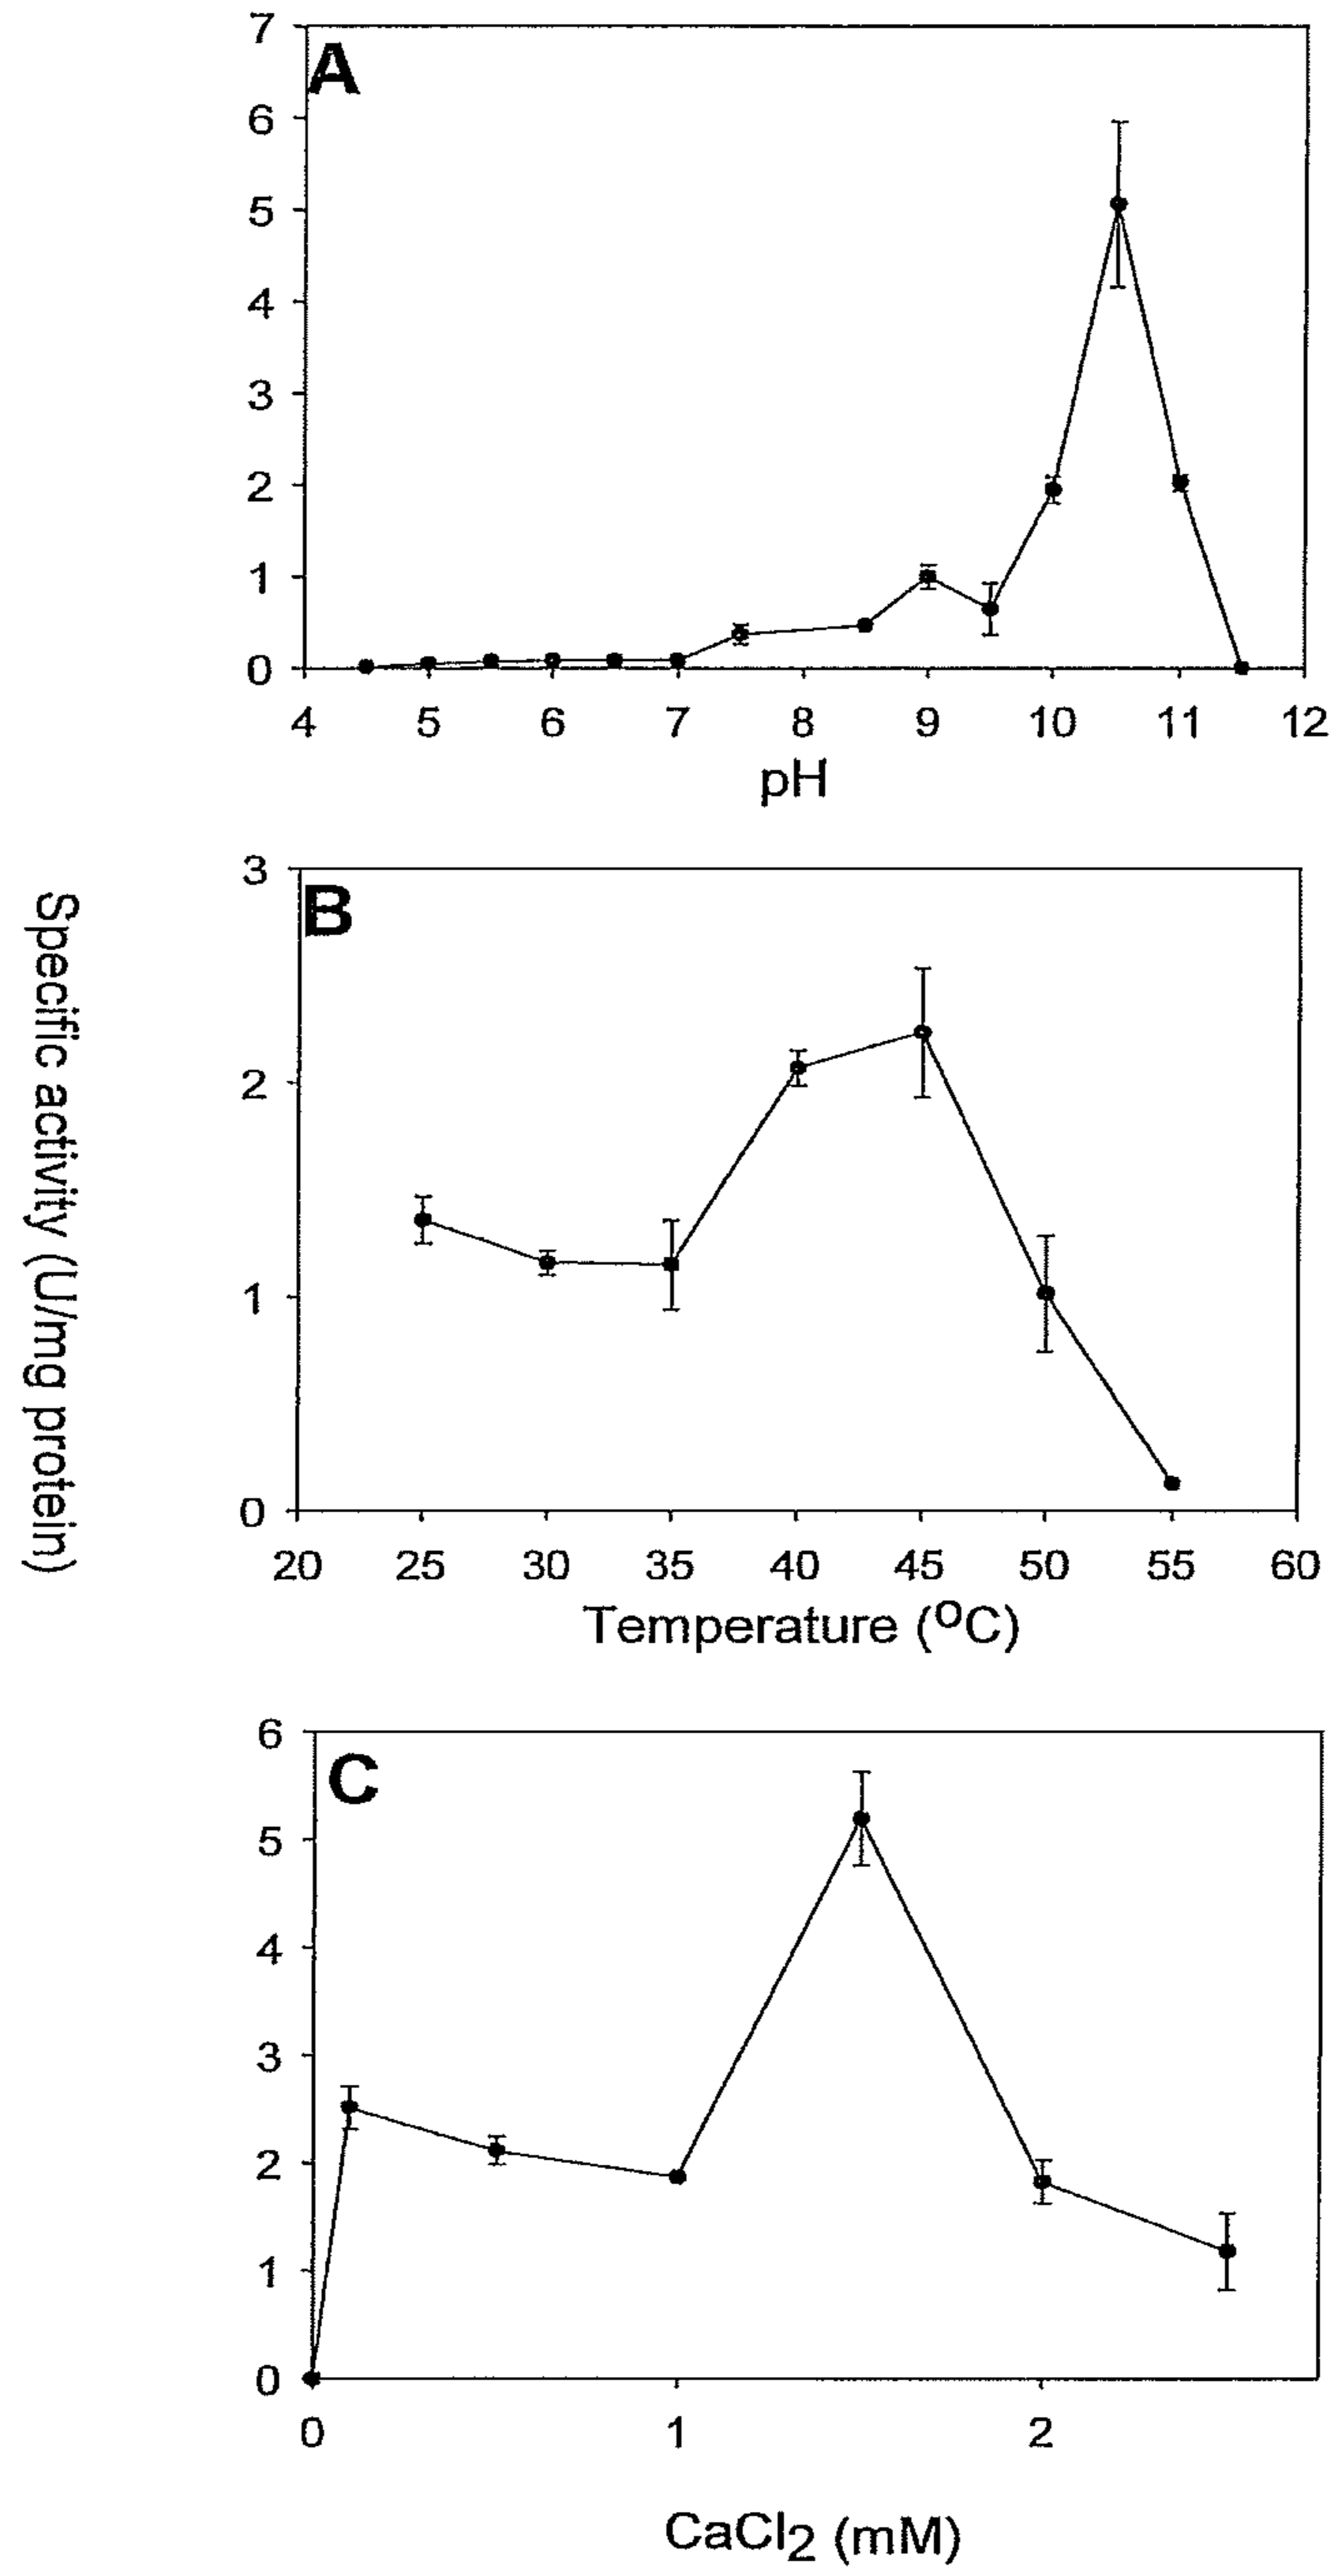 A
7
6
5
4
3
2
1
0
4 5 6 7 8 9 10 11 12
pH
Specific activity (U/mg protein)
B
3
2
1
0
20 25 30 35 40 45 50 55 60
Temperature (ºC)
C
6
5
4
3
2
1
0
0 1 2
CaCl₂ (mM)